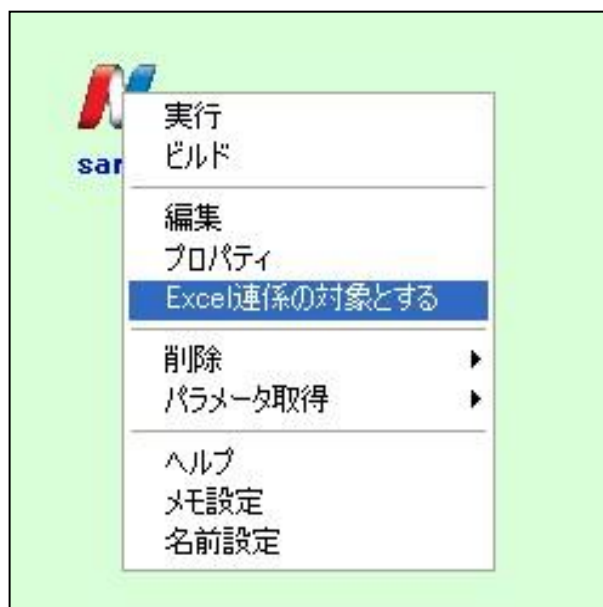 sar
実行
ビルド
編集
プロパティ
Excel連係の対象とする
削除
パラメータ取得
ヘルプ
メモ設定
名前設定